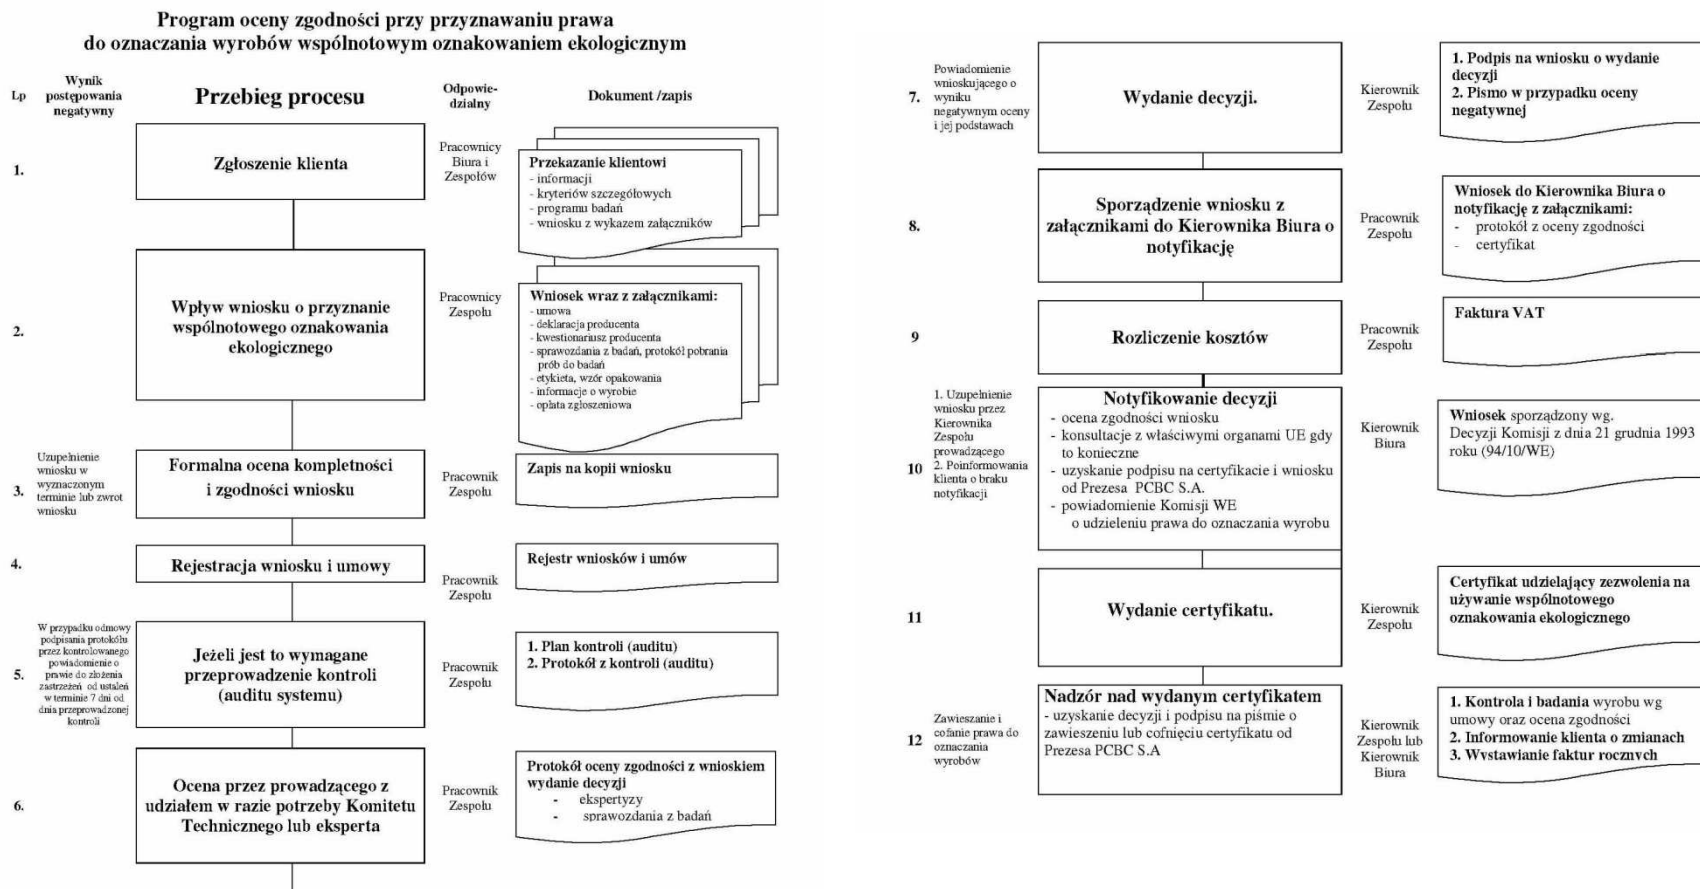 Program oceny zgodności przy przyznawaniu prawa
do oznaczania wyrobów wspólnotowym oznakowaniem ekologicznym
Lp
Wynik
postępowania
negatywny
Przebieg procesu
Odpowie-
dzialny
Dokument /zapis
1.
Zgłoszenie klienta
Pracownicy
Biura i
Zespołów
Przekazanie klientowi
- informacji
- kryteriów szczegółowych
- programu badań
- wniosku z wykazem załączników
2.
Wpływ wniosku o przyznanie
wspólnotowego oznakowania
ekologicznego
Pracownicy
Zespołu
Wniosek wraz z załącznikami:
- umowa
- deklaracja producenta
- kwestionariusz producenta
- sprawozdania z badań, protokół pobrania
prób do badań
- etykieta, wzór opakowania
- informacje o wyrobie
- opłata zgłoszeniowa
3.
Uzupełnienie
wniosku w
wyznaczonym
terminie lub zwrot
wniosku
Formalna ocena kompletności
i zgodności wniosku
Pracownik
Zespołu
Zapis na kopii wniosku
4.
Rejestracja wniosku i umowy
Pracownik
Zespołu
Rejestr wniosków i umów
5.
W przypadku odmowy
podpisania protokółu
przez kontrolowanego
powiadomienie o
prawie do złożenia
zastrzeżeń od ustaleń
w terminie 7 dni od
dnia przeprowadzonej
kontroli
Jeżeli jest to wymagane
przeprowadzenie kontroli
(auditu systemu)
Pracownik
Zespołu
1. Plan kontroli (auditu)
2. Protokół z kontroli (auditu)
6.
Ocena przez prowadzącego z
udziałem w razie potrzeby Komitetu
Technicznego lub eksperta
Pracownik
Zespołu
Protokół oceny zgodności z wnioskiem
wydanie decyzji
- ekspertyzy
- sprawozdania z badań
7.
Powiadomienie
wnioskującego o
wyniku
negatywnym oceny
i jej podstawach
Wydanie decyzji.
Kierownik
Zespołu
1. Podpis na wniosku o wydanie
decyzji
2. Pismo w przypadku oceny
negatywnej
8.
Sporządzenie wniosku z
załącznikami do Kierownika Biura o
notyfikację
Pracownik
Zespołu
Wniosek do Kierownika Biura o
notyfikację z załącznikami:
- protokół z oceny zgodności
- certyfikat
9
Rozliczenie kosztów
Pracownik
Zespołu
Faktura VAT
10
1. Uzupełnienie
wniosku przez
Kierownika
Zespołu
prowadzącego
2. Poinformowania
klienta o braku
notyfikacji
Notyfikowanie decyzji
- ocena zgodności wniosku
- konsultacje z właściwymi organami UE gdy
to konieczne
- uzyskanie podpisu na certyfikacie i wniosku
od Prezesa PCBC S.A.
- powiadomienie Komisji WE
o udzieleniu prawa do oznaczania wyrobu
Kierownik
Biura
Wniosek sporządzony wg.
Decyzji Komisji z dnia 21 grudnia 1993
roku (94/10/WE)
11
Wydanie certyfikatu.
Kierownik
Zespołu
Certyfikat udzielający zezwolenia na
używanie wspólnotowego
oznakowania ekologicznego
12
Zawieszanie i
cofanie prawa do
oznaczania
wyrobów
Nadzór nad wydanym certyfikatem
- uzyskanie decyzji i podpisu na piśmie o
zawieszeniu lub cofnięciu certyfikatu od
Prezesa PCBC S.A
Kierownik
Zespołu lub
Kierownik
Biura
1. Kontrola i badania wyrobu wg
umowy oraz ocena zgodności
2. Informowanie klienta o zmianach
3. Wystawianie faktur rocznych